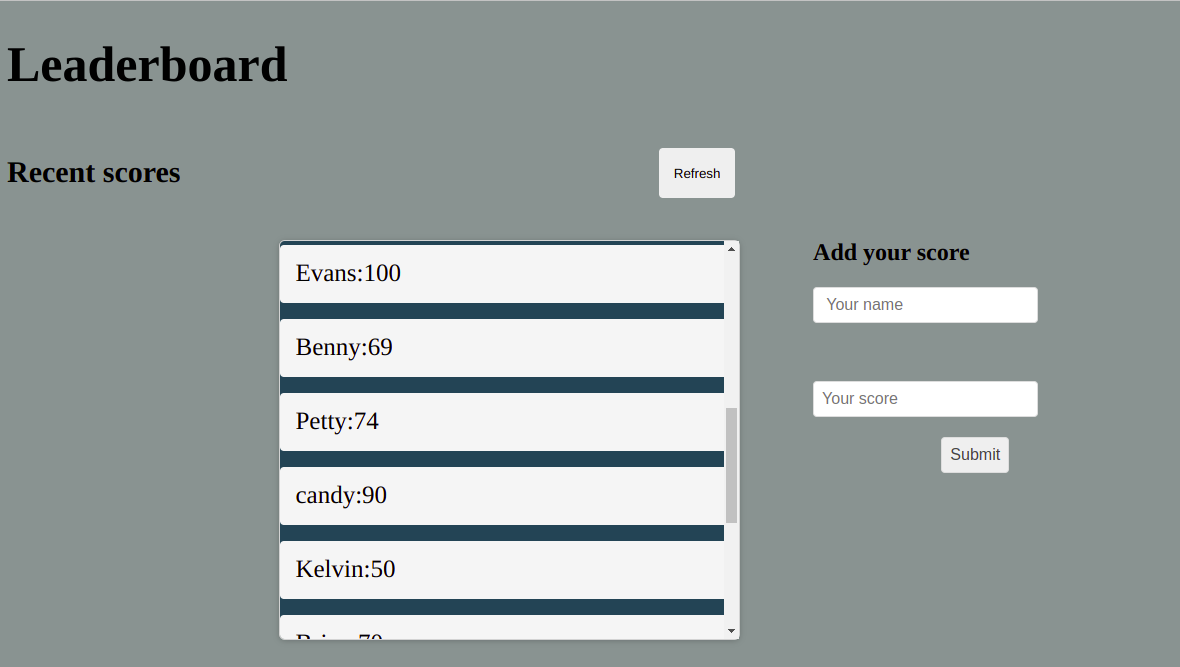 Leaderboard
Recent scores
Refresh
Evans:100
Benny:69
Petty:74
candy:90
Kelvin:50
Add your score
Your name
Your score
Submit